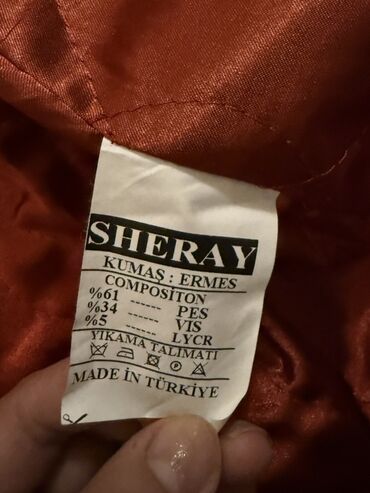 SHERAY
KUMAŞ : ERMES
COMPOSİTON
%61 ------ PES
%34 ------ VIS
%5 ------ LYCR
YIKAMA TALİMATI
MADE İN TÜRKİYE